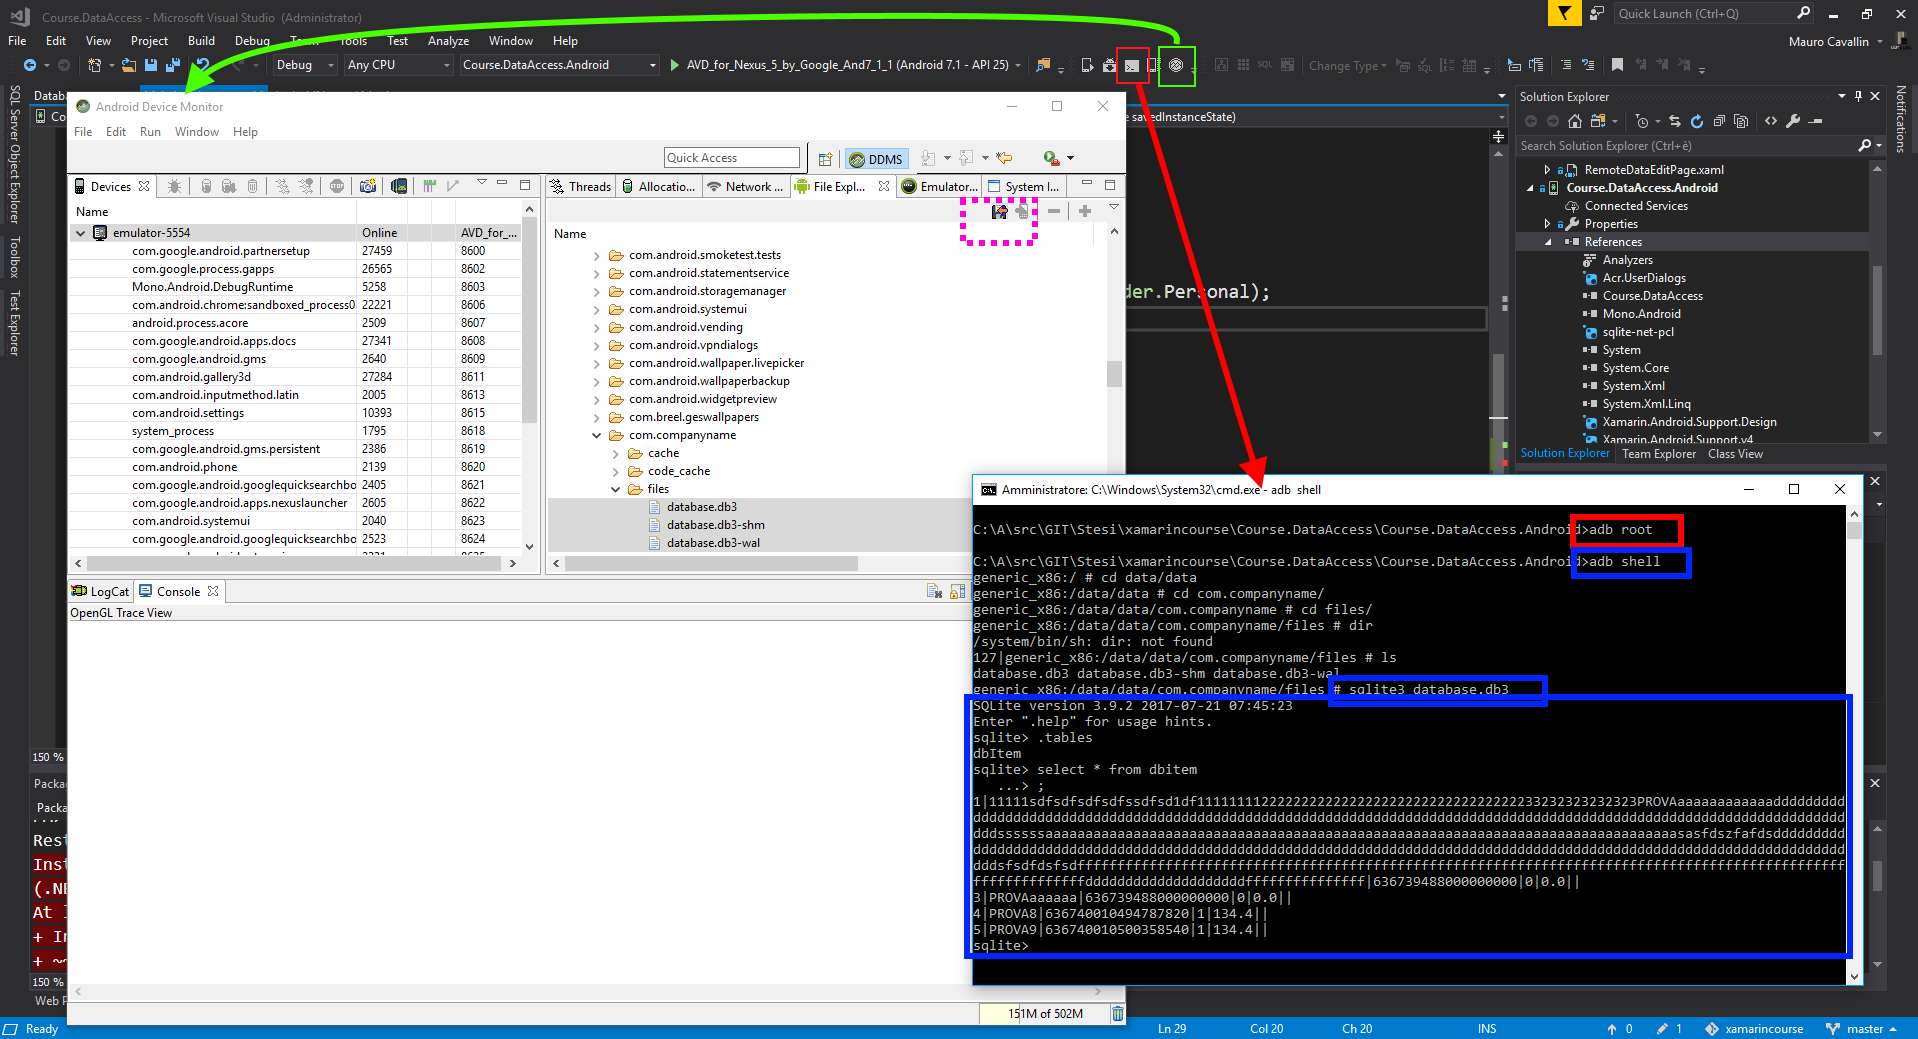 Course.DataAccess - Microsoft Visual Studio (Administrator)
Quick Launch (Ctrl+Q)
File Edit View Project Build Debug Tools Test Analyze Window Help
Mauro Cavallin
Debug Any CPU Course.DataAccess.Android AVD_for_Nexus_5_by_Google_And7_1_1 (Android 7.1 - API 25) Change Type
SQL Server Object Explorer
Toolbox
Test Explorer
Notifications
Android Device Monitor
File Edit Run Window Help
Quick Access DDMS
Devices
Name
emulator-5554 Online AVD_for_...
com.google.android.partnersetup 27459 8600
com.google.process.gapps 26565 8602
Mono.Android.DebugRuntime 5258 8603
com.android.chrome:sandboxed_process0 22221 8606
android.process.acore 2509 8607
com.google.android.apps.docs 27341 8608
com.google.android.gms 2640 8609
com.android.gallery3d 27284 8611
com.android.inputmethod.latin 2005 8613
com.android.settings 10393 8615
system_process 1795 8618
com.google.android.gms.persistent 2386 8619
com.android.phone 2139 8620
com.google.android.googlequicksearchbo 2405 8621
com.google.android.apps.nexuslauncher 2605 8622
com.android.systemui 2040 8623
com.google.android.googlequicksearchbo 2523 8624
Threads Allocatio... Network ... File Expl... Emulator... System I...
Name
com.android.smoketest.tests
com.android.statementservice
com.android.storagemanager
com.android.systemui
com.android.vending
com.android.vpndialogs
com.android.wallpaper.livepicker
com.android.wallpaperbackup
com.android.widgetpreview
com.breel.geswallpapers
com.companyname
cache
code_cache
files
database.db3
database.db3-shm
database.db3-wal
LogCat Console
OpenGL Trace View
151M of 502M
savedInstanceState)
der.Personal);
Solution Explorer
Search Solution Explorer (Ctrl+è)
RemoteDataEditPage.xaml
Course.DataAccess.Android
Connected Services
Properties
References
Analyzers
Acr.UserDialogs
Course.DataAccess
Mono.Android
sqlite-net-pcl
System
System.Core
System.Xml
System.Xml.Linq
Xamarin.Android.Support.Design
Xamarin.Android.Support.v4
Solution Explorer Team Explorer Class View
Amministratore: C:\Windows\System32\cmd.exe - adb shell
C:\A\src\GIT\Stesi\xamarincourse\Course.DataAccess\Course.DataAccess.Android>adb root
C:\A\src\GIT\Stesi\xamarincourse\Course.DataAccess\Course.DataAccess.Android>adb shell
generic_x86:/ # cd data/data
generic_x86:/data/data # cd com.companyname/
generic_x86:/data/data/com.companyname # cd files/
generic_x86:/data/data/com.companyname/files # dir
/system/bin/sh: dir: not found
127|generic_x86:/data/data/com.companyname/files # ls
database.db3 database.db3-shm database.db3-wal
generic_x86:/data/data/com.companyname/files # sqlite3 database.db3
SQLite version 3.9.2 2017-07-21 07:45:23
Enter ".help" for usage hints.
sqlite> .tables
dbItem
sqlite> select * from dbitem
...> ;
|636739488000000000|0|0.0||
3|PROVAaaaaaa|636739488000000000|0|0.0||
4|PROVA8|636740010494787820|1|134.4||
5|PROVA9|636740010500358540|1|134.4||
sqlite>
150 %
Packa
Packa
Rest
Inst
(.NE
At
+ In
+ ~~
150 %
Web P
Ready Ln 29 Col 20 Ch 20 INS 0 1 xamarincourse master